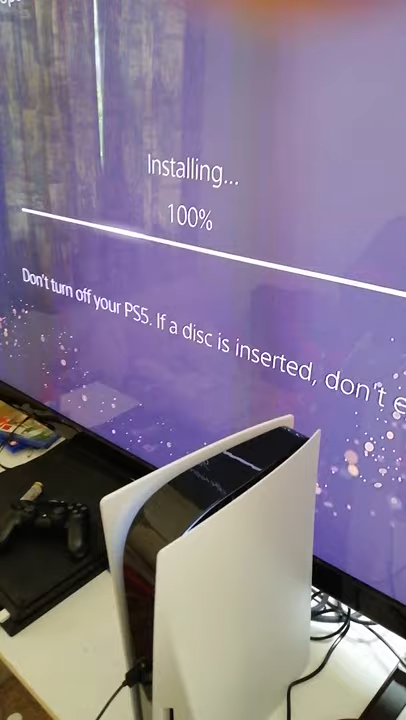 Installing...
100%
Don't turn off your PS5. If a disc is inserted, don't e